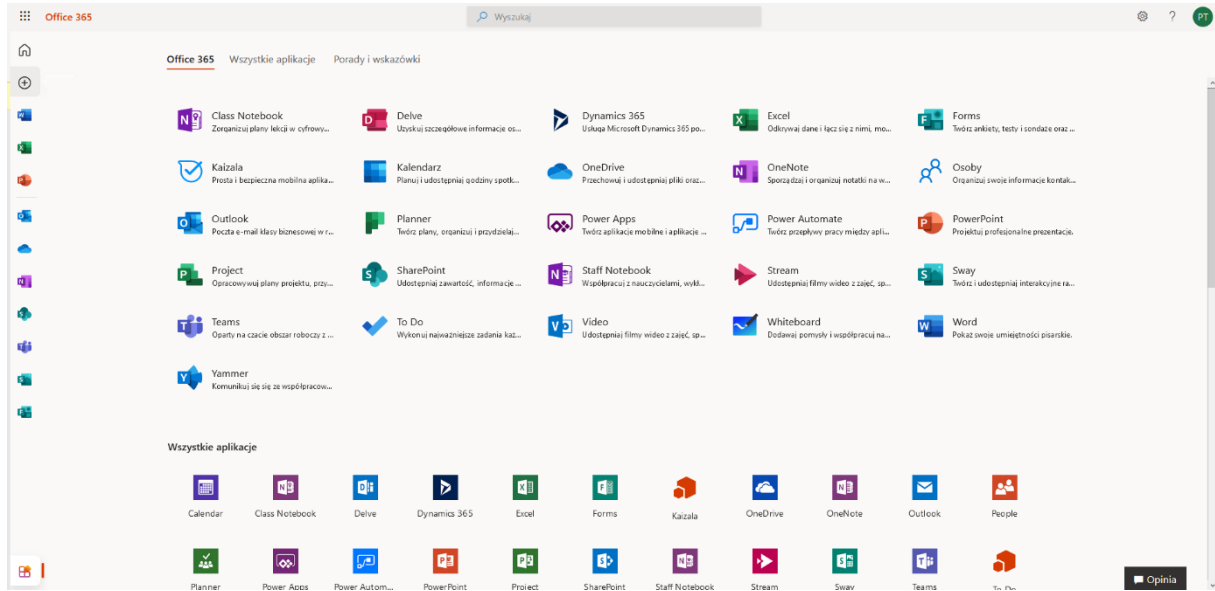 Office 365
Wyszukaj
PT
Office 365 Wszystkie aplikacje Porady i wskazówki
Class Notebook
Zorganizuj plany lekcji w cyfrowy...
Delve
Uzyskuj szczegółowe informacje os...
Dynamics 365
Usługa Microsoft Dynamics 365 po...
Excel
Odkrywaj dane i łącz się z nimi, mo...
Forms
Twórz ankiety, testy i sondaże oraz ...
Kaizala
Prosta i bezpieczna mobilna aplika...
Kalendarz
Planuj i udostępniaj godziny spotk...
OneDrive
Przechowuj i udostępniaj pliki oraz...
OneNote
Sporządzaj i organizuj notatki na w...
Osoby
Organizuj swoje informacje kontak...
Outlook
Poczta e-mail klasy biznesowej w r...
Planner
Twórz plany, organizuj i przydzielaj...
Power Apps
Twórz aplikacje mobilne i aplikacje ...
Power Automate
Twórz przepływy pracy między apli...
PowerPoint
Projektuj profesjonalne prezentacje.
Project
Opracowywuj plany projektu, przy...
SharePoint
Udostępniaj zawartość, informacje ...
Staff Notebook
Współpracuj z nauczycielami, wykł...
Stream
Udostępniaj filmy wideo z zajęć, sp...
Sway
Twórz i udostępniaj interakcyjne ra...
Teams
Oparty na czacie obszar roboczy z ...
To Do
Wykonuj najważniejsze zadania każ...
Video
Udostępniaj filmy wideo z zajęć, sp...
Whiteboard
Dodawaj pomysły i współpracuj na...
Word
Pokaż swoje umiejętności pisarskie.
Yammer
Komunikuj się się ze współpracow...
Wszystkie aplikacje
Calendar Class Notebook Delve Dynamics 365 Excel Forms Kaizala OneDrive OneNote Outlook People
Planner Power Apps Power Autom... PowerPoint Project SharePoint Staff Notebook Stream Sway Teams To Do
Opinia